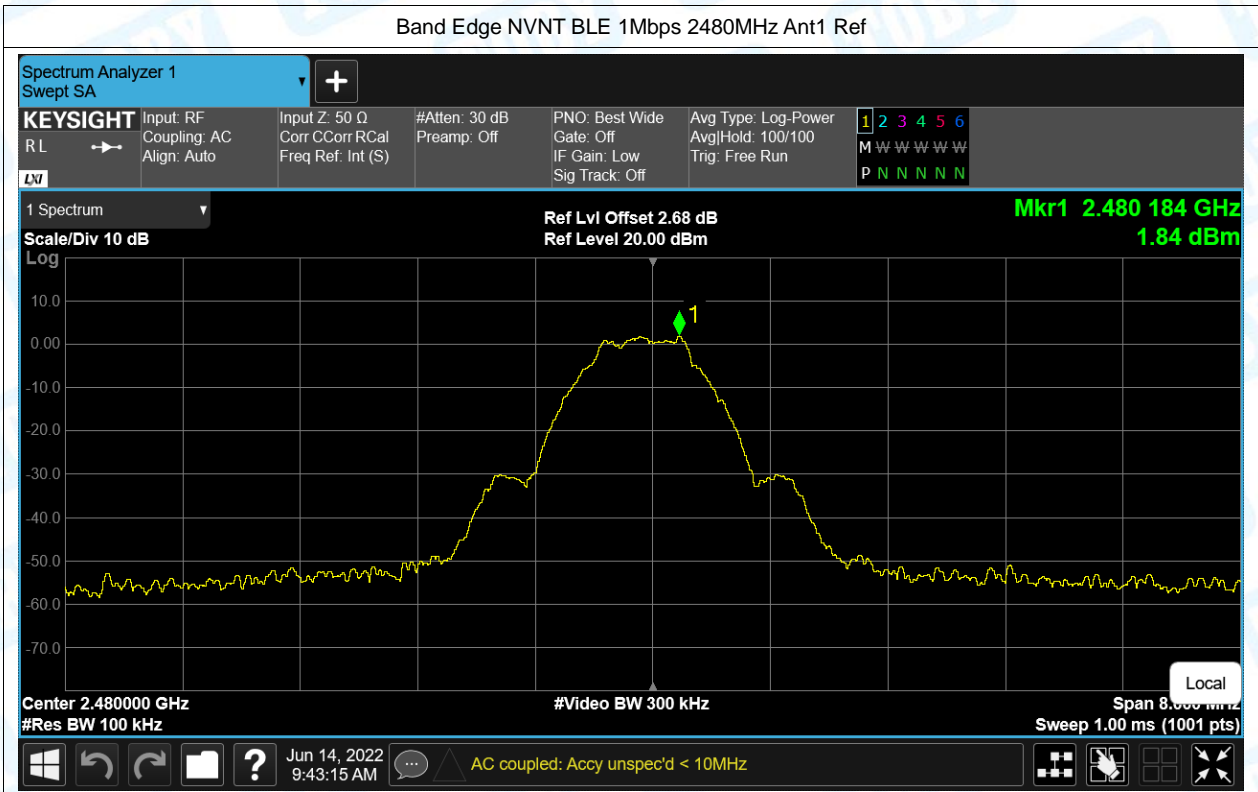 Band Edge NVNT BLE 1Mbps 2480MHz Ant1 Ref
Spectrum Analyzer 1
Swept SA
KEYSIGHT
RL
LXI
Input: RF
Coupling: AC
Align: Auto
Input Z: 50 Ω
Corr CCorr RCal
Freq Ref: Int (S)
#Atten: 30 dB
Preamp: Off
PNO: Best Wide
Gate: Off
IF Gain: Low
Sig Track: Off
Avg Type: Log-Power
Avg|Hold: 100/100
Trig: Free Run
1 2 3 4 5 6
M W W W W W
P N N N N N
1 Spectrum
Scale/Div 10 dB
Ref Lvl Offset 2.68 dB
Ref Level 20.00 dBm
Mkr1 2.480 184 GHz
1.84 dBm
Log
10.0
0.00
-10.0
-20.0
-30.0
-40.0
-50.0
-60.0
-70.0
1
Center 2.480000 GHz
#Res BW 100 kHz
#Video BW 300 kHz
Local
Span 8.000 MHz
Sweep 1.00 ms (1001 pts)
?
Jun 14, 2022
9:43:15 AM
AC coupled: Accy unspec'd < 10MHz